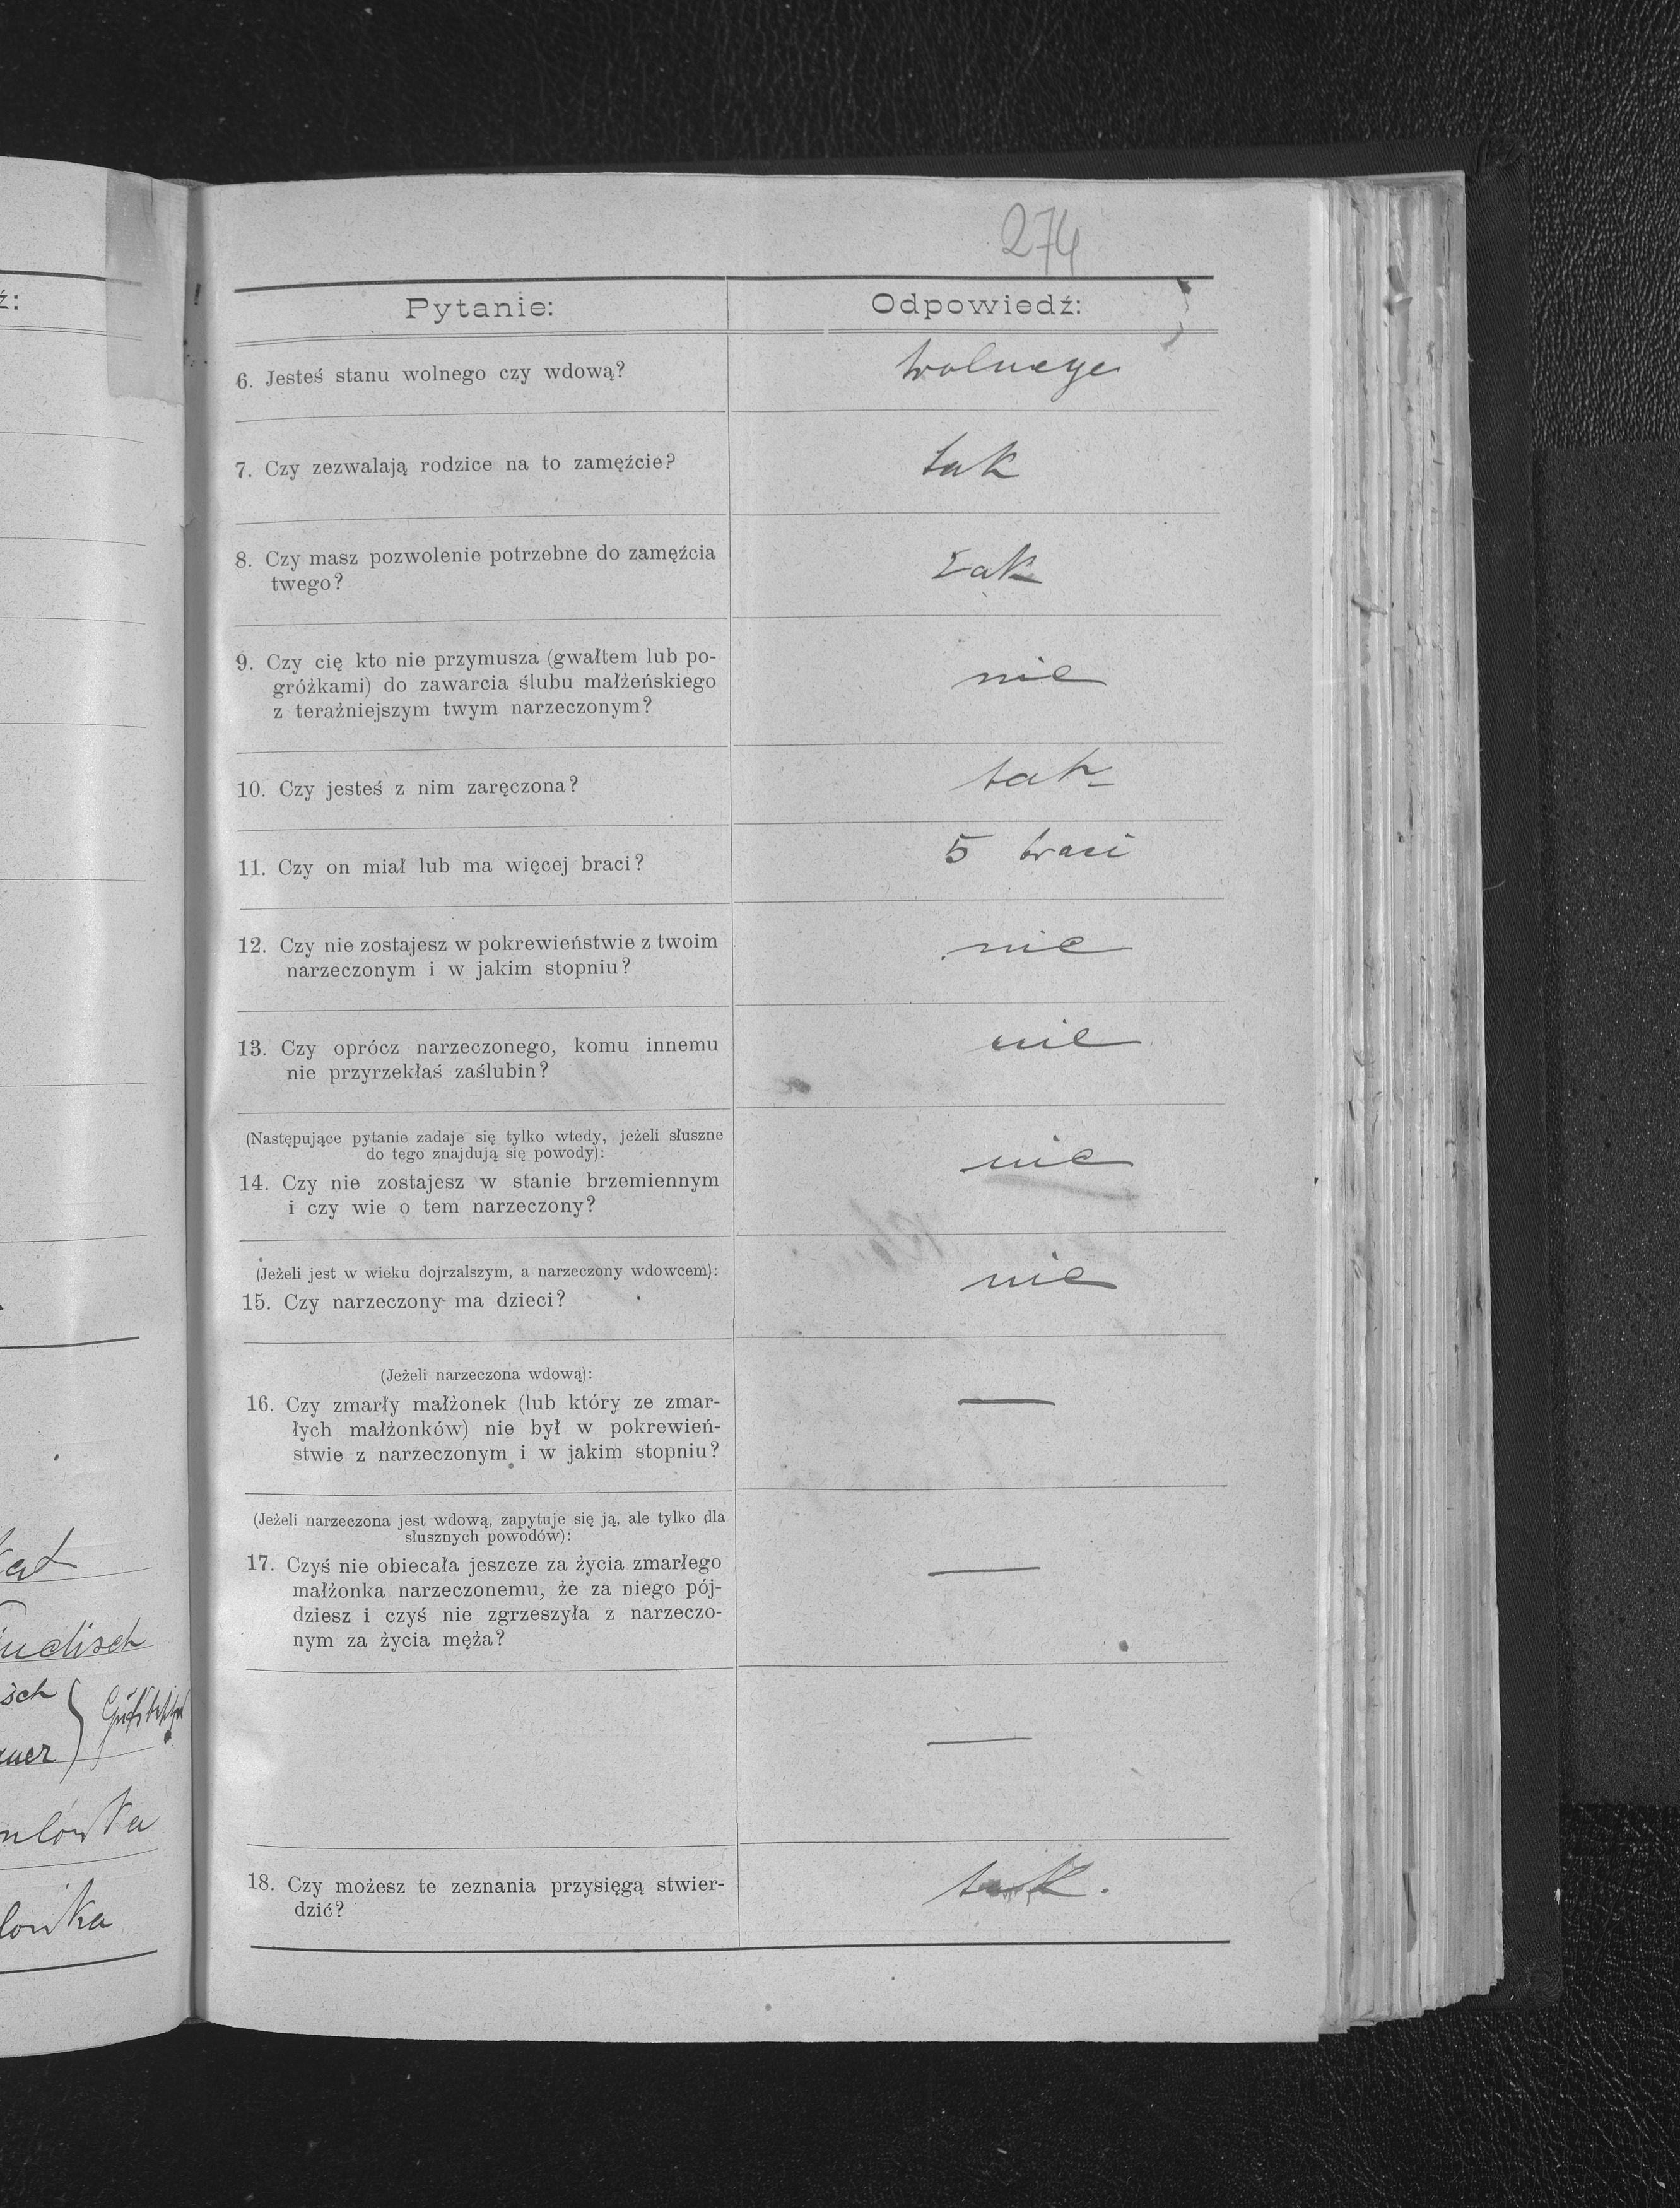 274
Pytanie:
Odpowiedź:
6. Jesteś stanu wolnego czy wdową?
wolnego
7. Czy zezwalają rodzice na to zamęźcie?
tak
8. Czy masz pozwolenie potrzebne do zamęźcia
twego?
tak
9. Czy cię kto nie przymusza (gwałtem lub po-
gróżkami) do zawarcia ślubu małżeńskiego
z teraźniejszym twym narzeczonym?
nie
10. Czy jesteś z nim zaręczona?
tak
11. Czy on miał lub ma więcej braci?
5 braci
12. Czy nie zostajesz w pokrewieństwie z twoim
narzeczonym i w jakim stopniu?
nie
13. Czy oprócz narzeczonego, komu innemu
nie przyrzekłaś zaślubin?
nie
(Następujące pytanie zadaje się tylko wtedy, jeżeli słuszne
do tego znajdują się powody):
14. Czy nie zostajesz w stanie brzemiennym
i czy wie o tem narzeczony?
nie
(Jeżeli jest w wieku dojrzalszym, a narzeczony wdowcem):
15. Czy narzeczony ma dzieci?
nie
(Jeżeli narzeczona wdową):
16. Czy zmarły małżonek (lub który ze zmar-
łych małżonków) nie był w pokrewień-
stwie z narzeczonym i w jakim stopniu?
—
(Jeżeli narzeczona jest wdową, zapytuje się ją, ale tylko dla
słusznych powodów):
17. Czyś nie obiecała jeszcze za życia zmarłego
małżonka narzeczonemu, że za niego pój-
dziesz i czyś nie zgrzeszyła z narzeczo-
nym za życia męża?
—
—
18. Czy możesz te zeznania przysięgą stwier-
dzić?
tak.